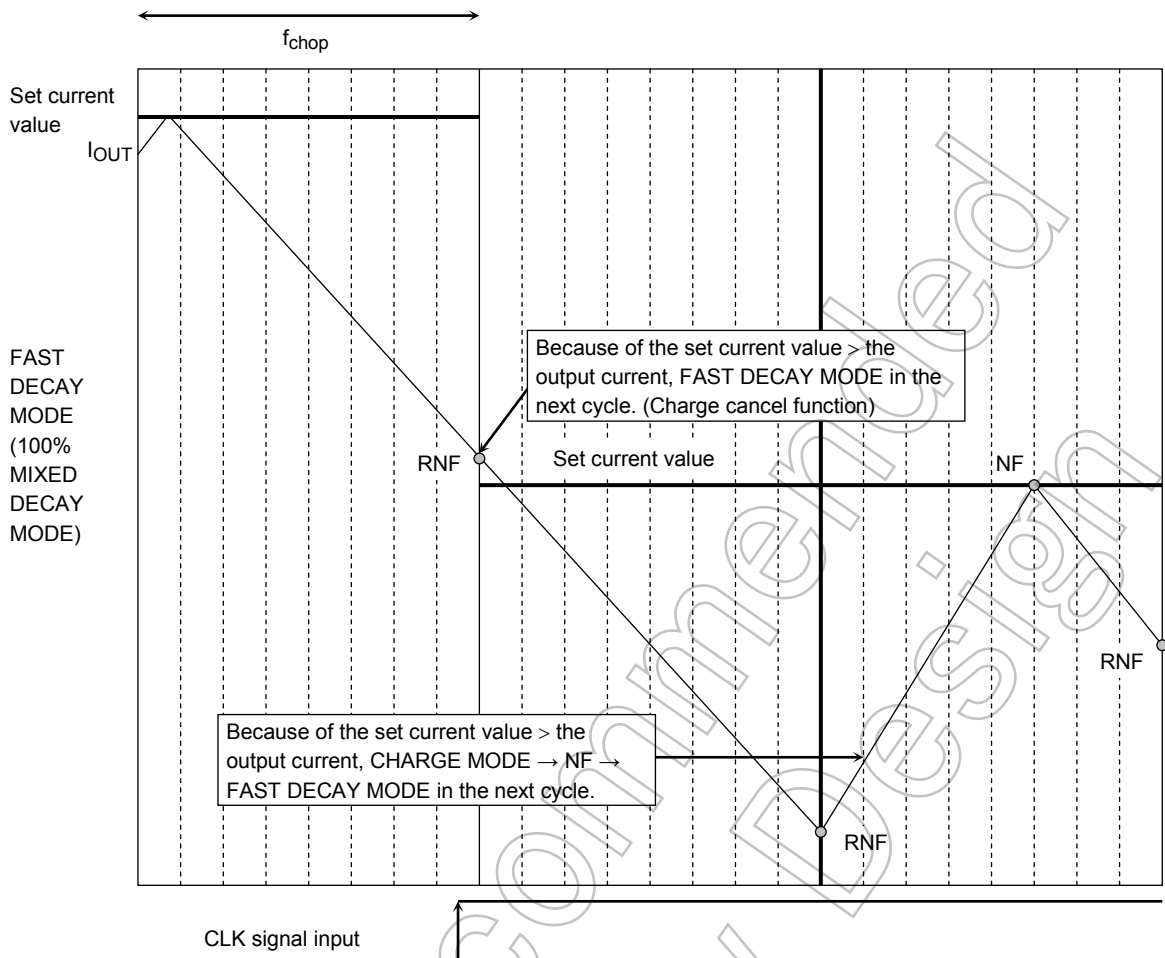 fchop
Set current
value
IOUT
FAST
DECAY
MODE
(100%
MIXED
DECAY
MODE)
Because of the set current value > the
output current, FAST DECAY MODE in the
next cycle. (Charge cancel function)
RNF
Set current value
NF
RNF
Because of the set current value > the
output current, CHARGE MODE → NF →
FAST DECAY MODE in the next cycle.
RNF
CLK signal input
commended
Design